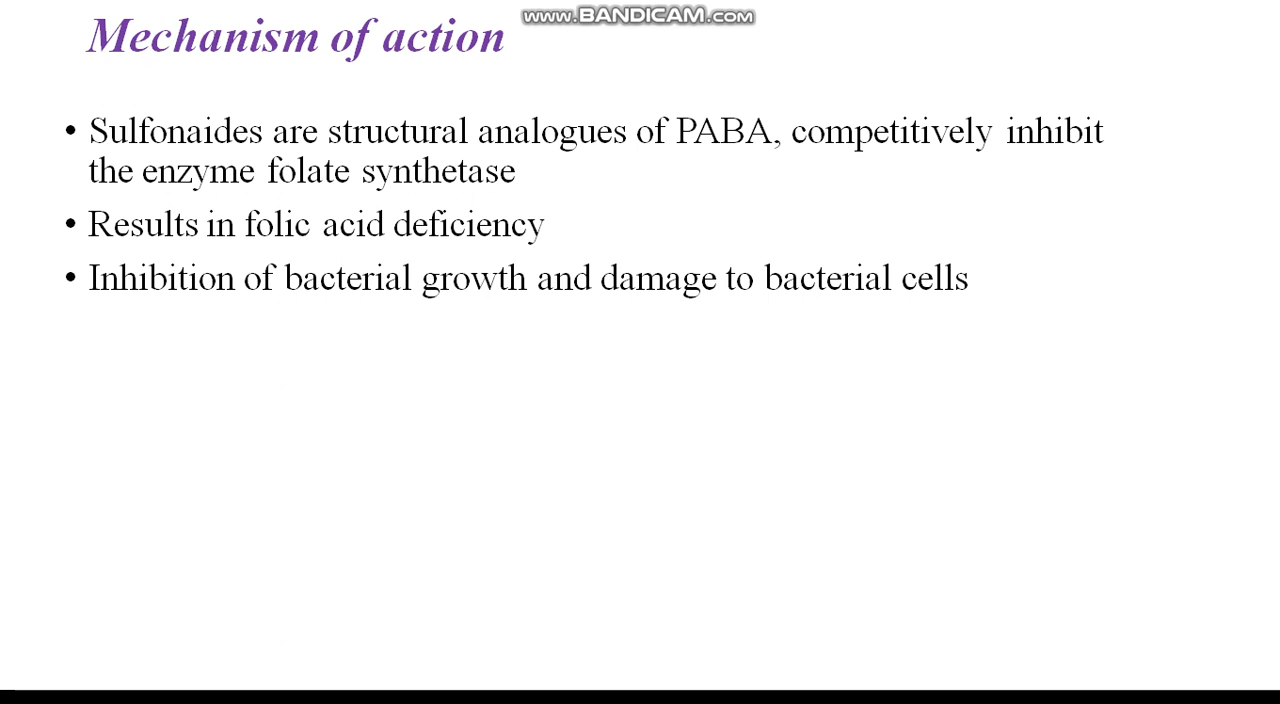 www.BANDICAM.com
Mechanism of action
• Sulfonaides are structural analogues of PABA, competitively inhibit
the enzyme folate synthetase
• Results in folic acid deficiency
• Inhibition of bacterial growth and damage to bacterial cells